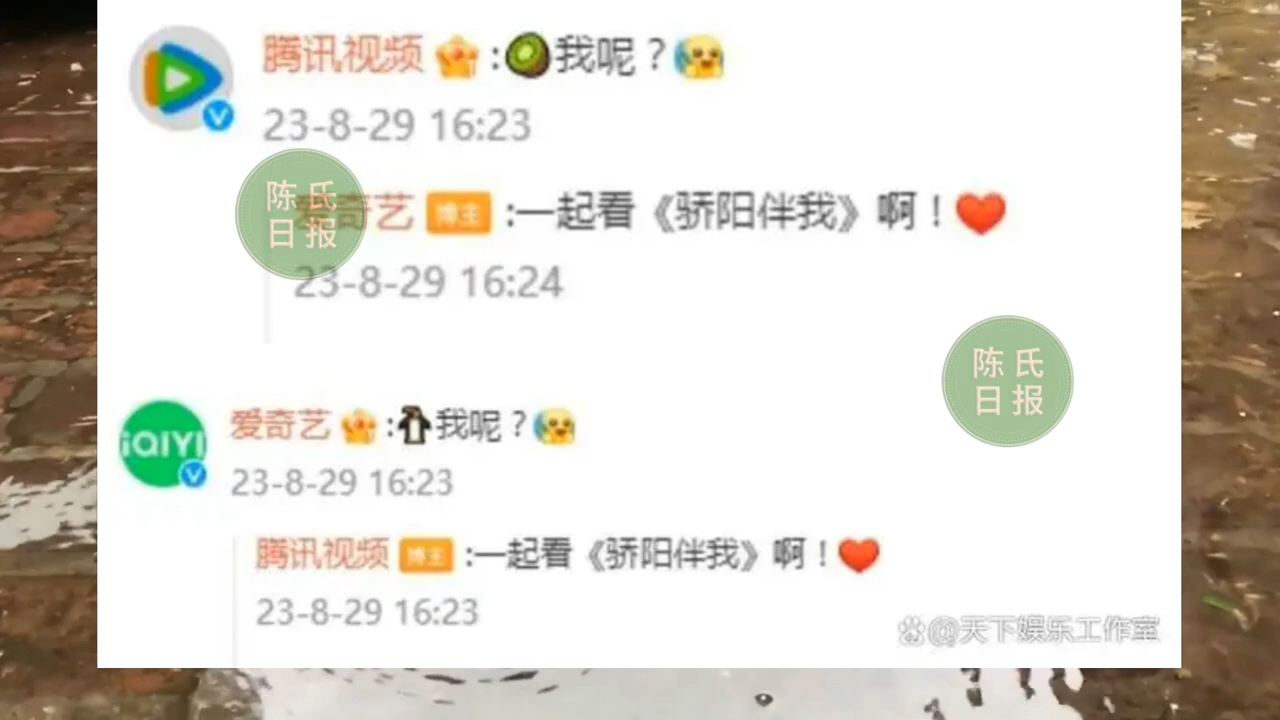 腾讯视频 :🥝我呢？
23-8-29 16:23
陈氏
日报
爱奇艺 博主 :一起看《骄阳伴我》啊！❤️
23-8-29 16:24
陈氏
日报
iQIYI
爱奇艺 :🐧我呢？
23-8-29 16:23
腾讯视频 博主 :一起看《骄阳伴我》啊！❤️
23-8-29 16:23
@天下娱乐工作室